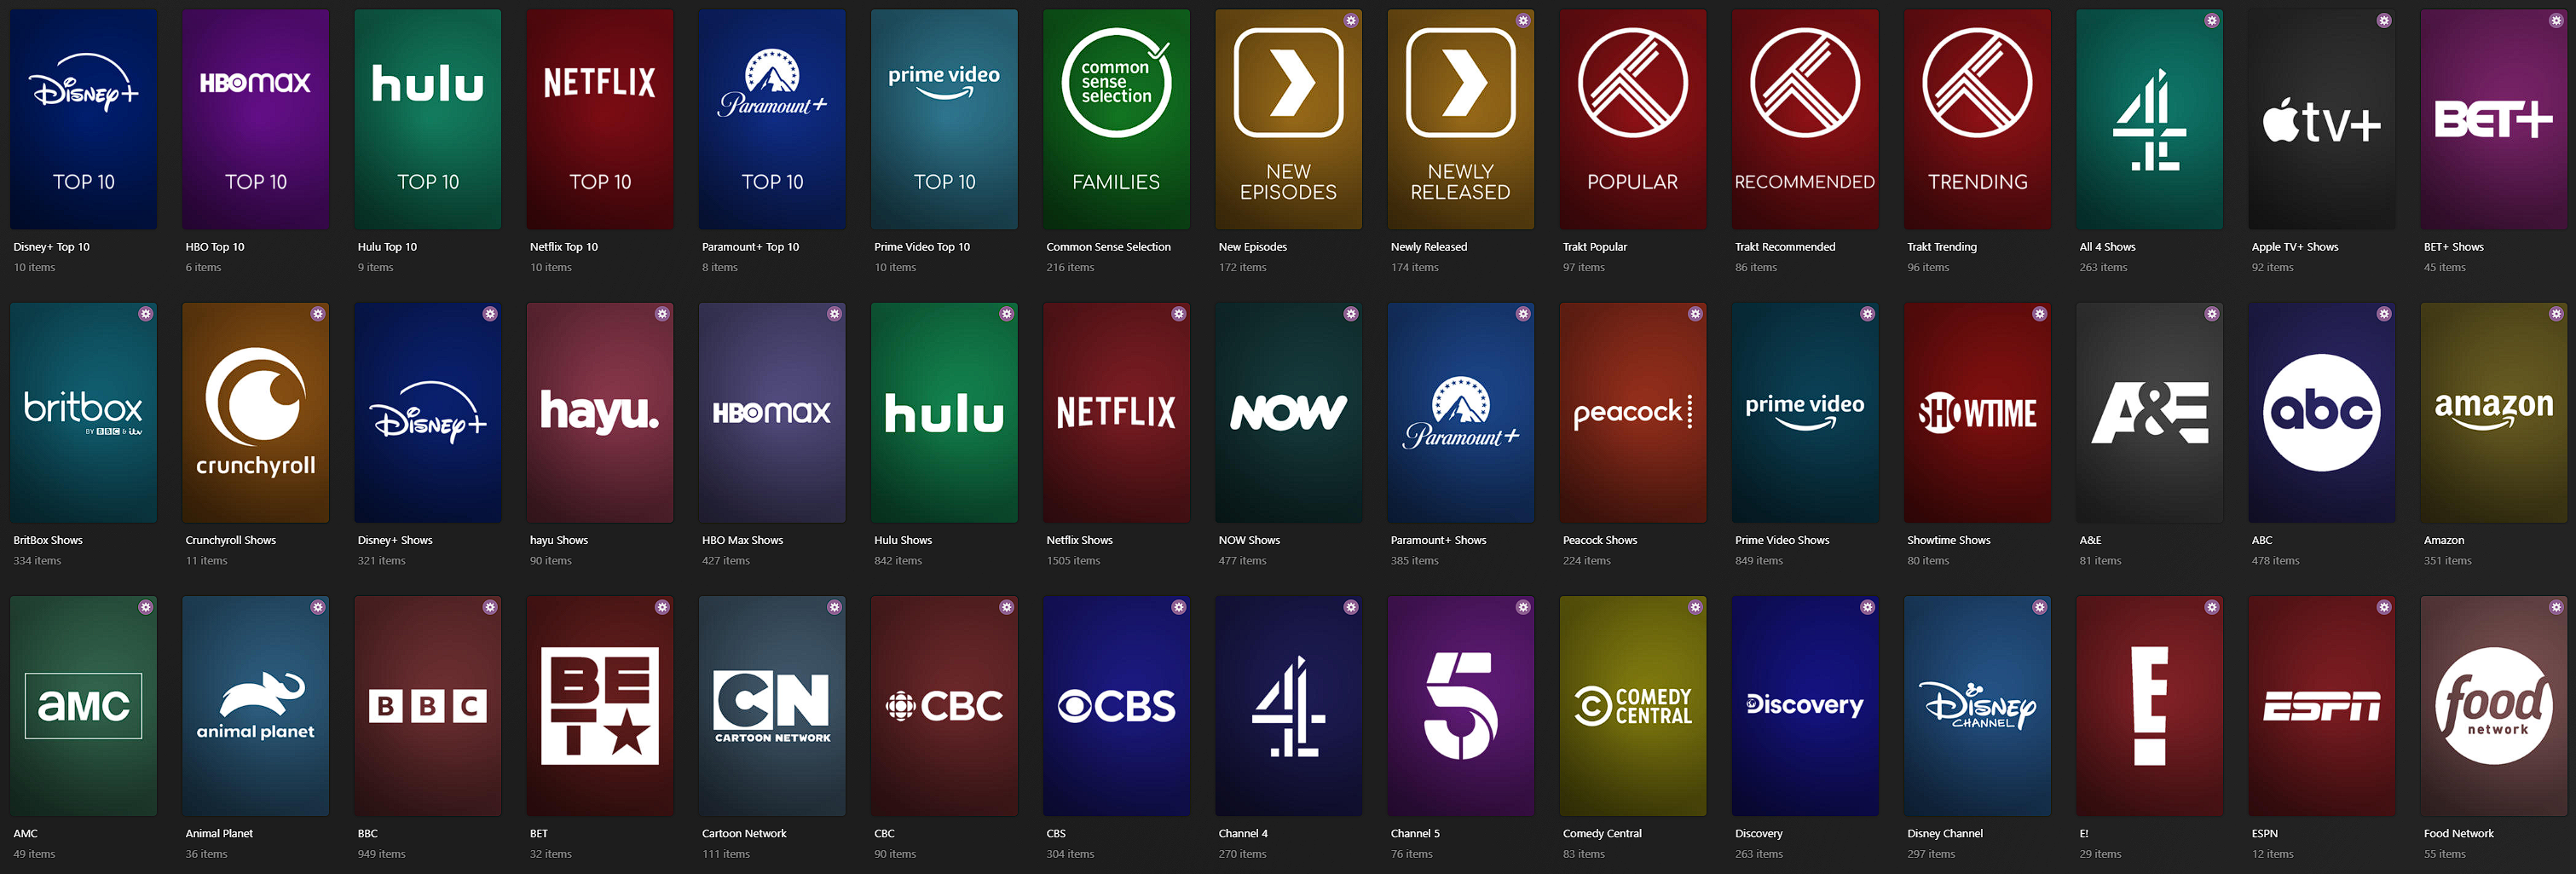 Disney+
TOP 10
Disney+ Top 10
10 items
HBOMAX
TOP 10
HBO Top 10
6 items
hulu
TOP 10
Hulu Top 10
9 items
NETFLIX
TOP 10
Netflix Top 10
10 items
Paramount+
TOP 10
Paramount+ Top 10
8 items
prime video
TOP 10
Prime Video Top 10
10 items
common
sense
selection
FAMILIES
Common Sense Selection
216 items
NEW
EPISODES
New Episodes
172 items
NEWLY
RELEASED
Newly Released
174 items
POPULAR
Trakt Popular
97 items
RECOMMENDED
Trakt Recommended
86 items
TRENDING
Trakt Trending
96 items
4
All 4 Shows
263 items
tv+
Apple TV+ Shows
92 items
BET+
BET+ Shows
45 items
britbox
BY BBC & itv
BritBox Shows
334 items
crunchyroll
Crunchyroll Shows
11 items
Disney+
Disney+ Shows
321 items
hayu.
hayu Shows
90 items
HBOMAX
HBO Max Shows
427 items
hulu
Hulu Shows
842 items
NETFLIX
Netflix Shows
1505 items
NOW
NOW Shows
477 items
Paramount+
Paramount+ Shows
385 items
peacock
Peacock Shows
224 items
prime video
Prime Video Shows
849 items
SHOWTIME
Showtime Shows
80 items
A&E
A&E
81 items
abc
ABC
478 items
amazon
Amazon
351 items
aMC
AMC
49 items
animal planet
Animal Planet
36 items
BBC
BBC
949 items
BE
T
BET
32 items
CN
CARTOON NETWORK
Cartoon Network
111 items
CBC
CBC
90 items
CBS
CBS
304 items
4
Channel 4
270 items
5
Channel 5
76 items
COMEDY
CENTRAL
Comedy Central
83 items
Discovery
Discovery
263 items
Disney
CHANNEL
Disney Channel
297 items
E!
E!
29 items
ESPN
ESPN
12 items
food
network
Food Network
55 items